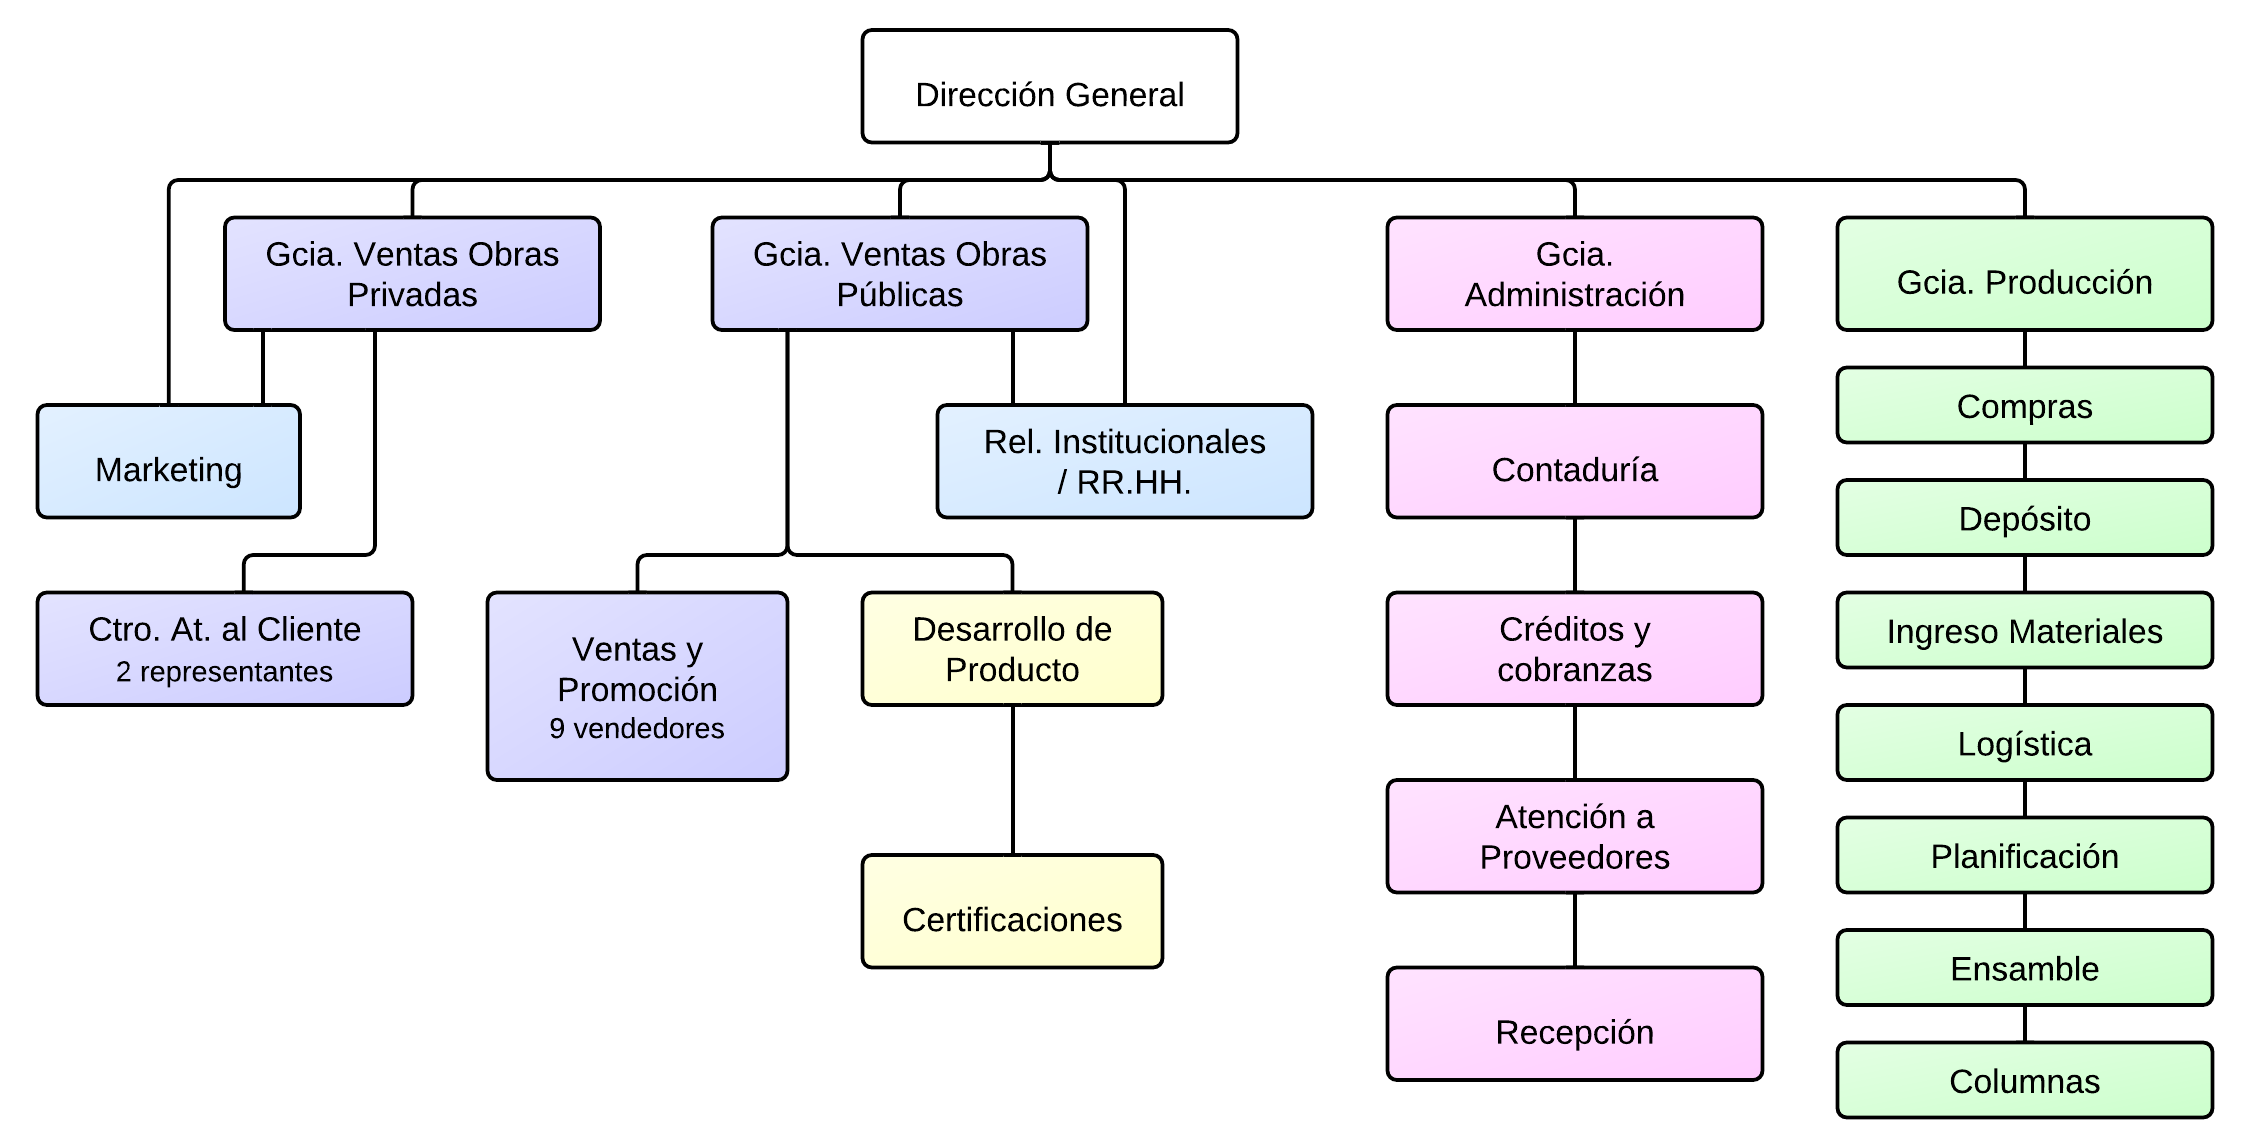 Dirección General
Gcia. Ventas Obras
Privadas
Gcia. Ventas Obras
Públicas
Gcia.
Administración
Gcia. Producción
Marketing
Rel. Institucionales
/ RR.HH.
Contaduría
Compras
Depósito
Ctro. At. al Cliente
2 representantes
Ventas y
Promoción
9 vendedores
Desarrollo de
Producto
Créditos y
cobranzas
Ingreso Materiales
Logística
Certificaciones
Atención a
Proveedores
Planificación
Ensamble
Recepción
Columnas